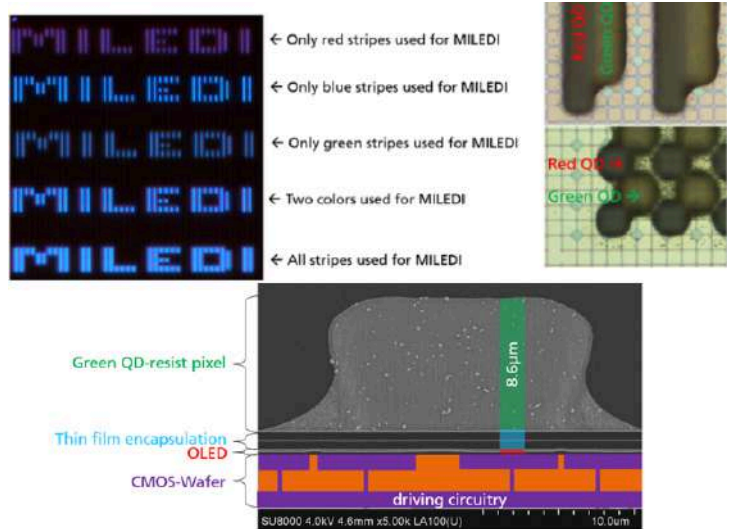 MILEDI
← Only red stripes used for MILEDI
MILEDI
← Only blue stripes used for MILEDI
MILEDI
← Only green stripes used for MILEDI
MILEDI
← Two colors used for MILEDI
MILEDI
← All stripes used for MILEDI
Red QD
Green QD
Red QD →
Green QD →
Green QD-resist pixel
8.6μm
Thin film encapsulation
OLED
CMOS-Wafer
driving circuitry
SU8000 4.0kV 4.6mm x5.00k LA100(U)
10.0um